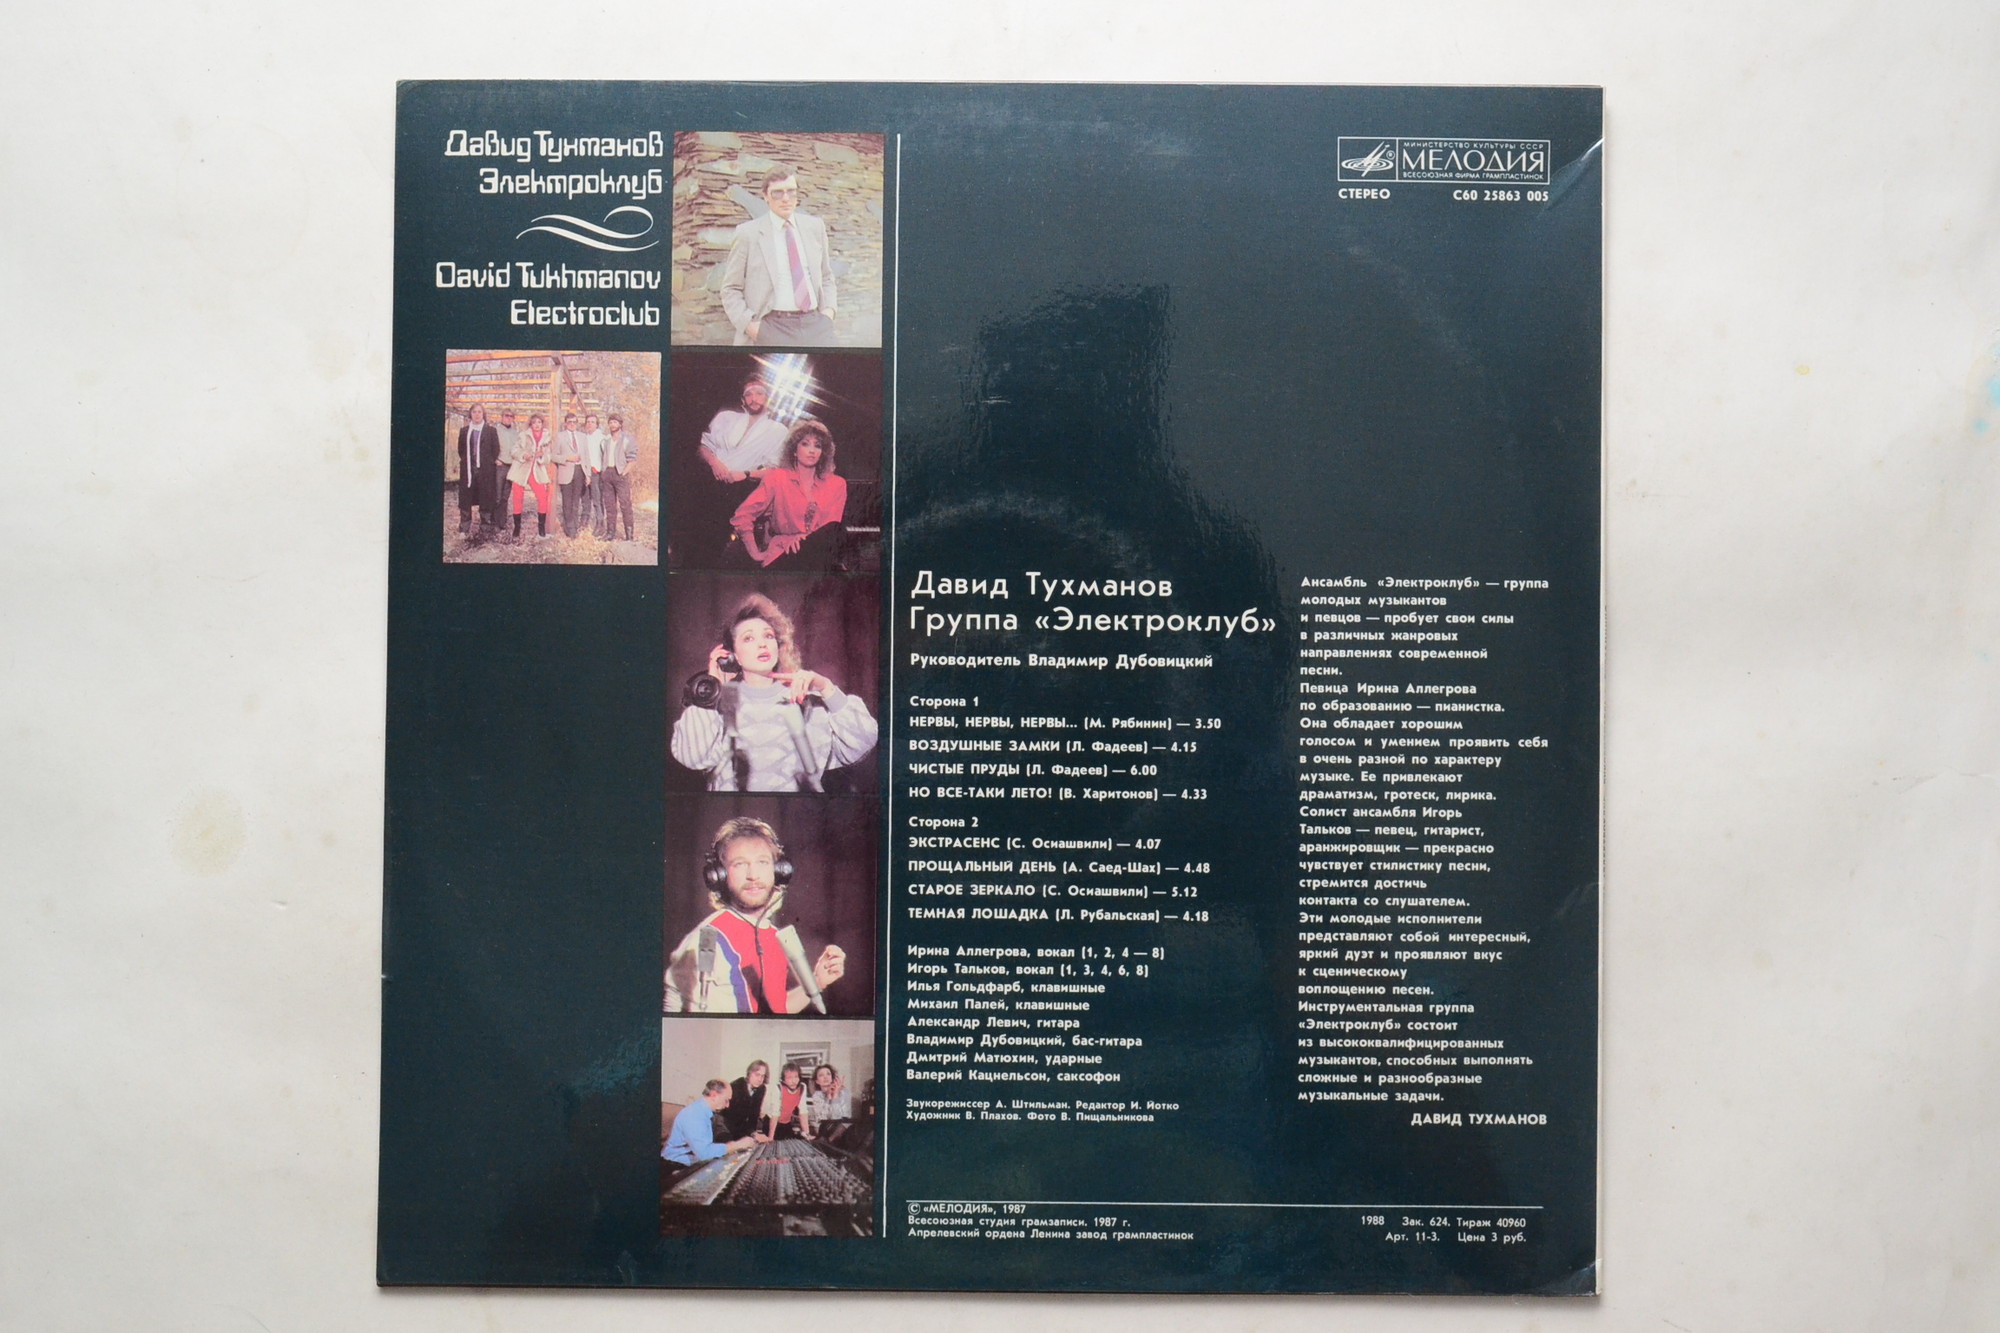 Давид Тухманов
Электроклуб
David Tukhmanov
Electroclub
МИНИСТЕРСТВО КУЛЬТУРЫ СССР
МЕЛОДИЯ
ВСЕСОЮЗНАЯ ФИРМА ГРАМПЛАСТИНОК
СТЕРЕО С60 25863 005
Давид Тухманов
Группа «Электроклуб»
Руководитель Владимир Дубовицкий
Сторона 1
НЕРВЫ, НЕРВЫ, НЕРВЫ... (М. Рябинин) — 3.50
ВОЗДУШНЫЕ ЗАМКИ (Л. Фадеев) — 4.15
ЧИСТЫЕ ПРУДЫ (Л. Фадеев) — 6.00
НО ВСЕ-ТАКИ ЛЕТО! (В. Харитонов) — 4.33
Сторона 2
ЭКСТРАСЕНС (С. Осиашвили) — 4.07
ПРОЩАЛЬНЫЙ ДЕНЬ (А. Саед-Шах) — 4.48
СТАРОЕ ЗЕРКАЛО (С. Осиашвили) — 5.12
ТЕМНАЯ ЛОШАДКА (Л. Рубальская) — 4.18
Ирина Аллегрова, вокал (1, 2, 4 — 8)
Игорь Тальков, вокал (1, 3, 4, 6, 8)
Илья Гольдфарб, клавишные
Михаил Палей, клавишные
Александр Левич, гитара
Владимир Дубовицкий, бас-гитара
Дмитрий Матюхин, ударные
Валерий Кацнельсон, саксофон
Звукорежиссер А. Штильман. Редактор И. Йотко
Художник В. Плахов. Фото В. Пищальникова
Ансамбль «Электроклуб» — группа
молодых музыкантов
и певцов — пробует свои силы
в различных жанровых
направлениях современной
песни.
Певица Ирина Аллегрова
по образованию — пианистка.
Она обладает хорошим
голосом и умением проявить себя
в очень разной по характеру
музыке. Ее привлекают
драматизм, гротеск, лирика.
Солист ансамбля Игорь
Тальков — певец, гитарист,
аранжировщик — прекрасно
чувствует стилистику песни,
стремится достичь
контакта со слушателем.
Эти молодые исполнители
представляют собой интересный,
яркий дуэт и проявляют вкус
к сценическому
воплощению песен.
Инструментальная группа
«Электроклуб» состоит
из высококвалифицированных
музыкантов, способных выполнять
сложные и разнообразные
музыкальные задачи.
ДАВИД ТУХМАНОВ
© «МЕЛОДИЯ», 1987
Всесоюзная студия грамзаписи. 1987 г.
Апрелевский ордена Ленина завод грампластинок
1988 Зак. 624. Тираж 40960
Арт. 11-3. Цена 3 руб.